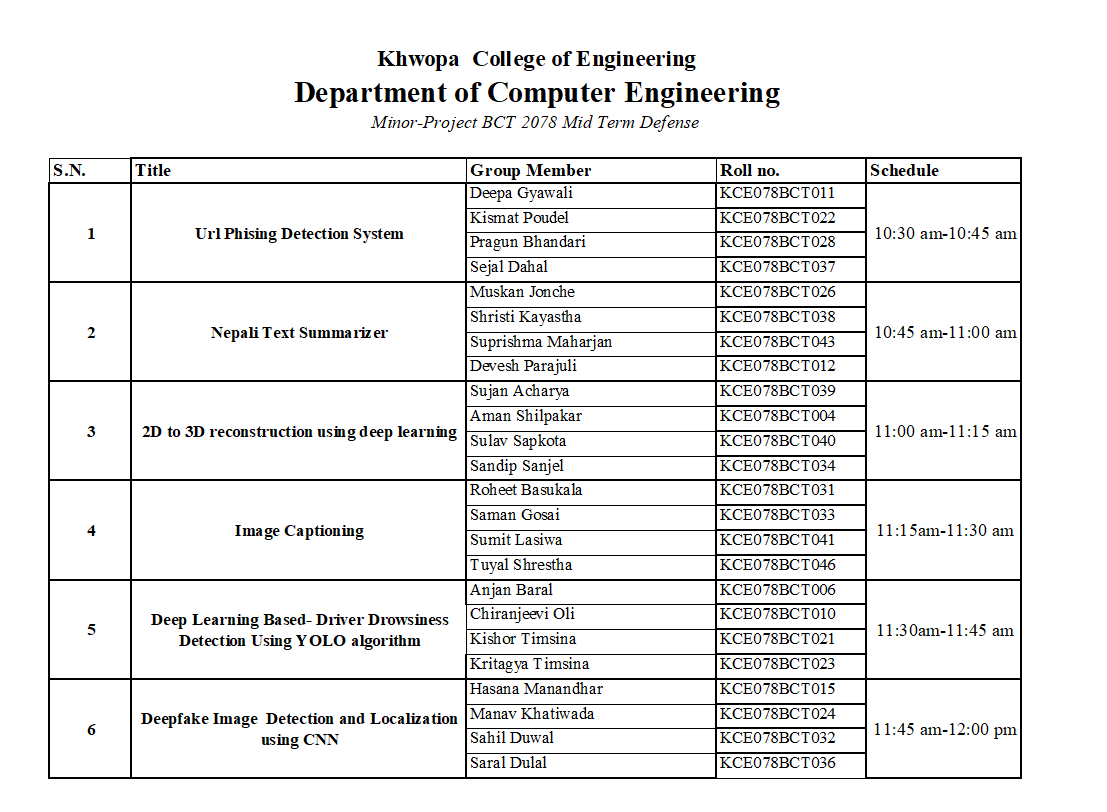 Khwopa College of Engineering
Department of Computer Engineering
Minor-Project BCT 2078 Mid Term Defense
S.N. Title Group Member Roll no. Schedule
1 Url Phising Detection System Deepa Gyawali KCE078BCT011 10:30 am-10:45 am
Kismat Poudel KCE078BCT022
Pragun Bhandari KCE078BCT028
Sejal Dahal KCE078BCT037
2 Nepali Text Summarizer Muskan Jonche KCE078BCT026 10:45 am-11:00 am
Shristi Kayastha KCE078BCT038
Suprishma Maharjan KCE078BCT043
Devesh Parajuli KCE078BCT012
3 2D to 3D reconstruction using deep learning Sujan Acharya KCE078BCT039 11:00 am-11:15 am
Aman Shilpakar KCE078BCT004
Sulav Sapkota KCE078BCT040
Sandip Sanjel KCE078BCT034
4 Image Captioning Roheet Basukala KCE078BCT031 11:15am-11:30 am
Saman Gosai KCE078BCT033
Sumit Lasiwa KCE078BCT041
Tuyal Shrestha KCE078BCT046
5 Deep Learning Based- Driver Drowsiness Anjan Baral KCE078BCT006 11:30am-11:45 am
Detection Using YOLO algorithm Chiranjeevi Oli KCE078BCT010
Kishor Timsina KCE078BCT021
Kritagya Timsina KCE078BCT023
6 Deepfake Image Detection and Localization Hasana Manandhar KCE078BCT015 11:45 am-12:00 pm
using CNN Manav Khatiwada KCE078BCT024
Sahil Duwal KCE078BCT032
Saral Dulal KCE078BCT036